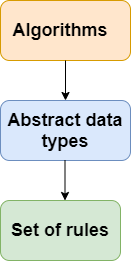 Algorithms
Abstract data
types
Set of rules